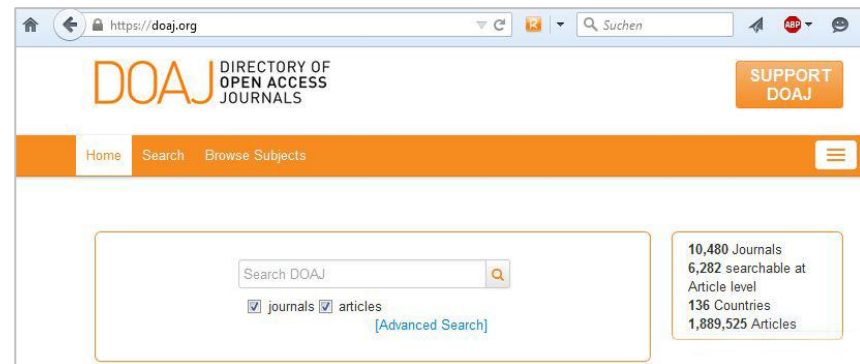 https://doaj.org
Suchen
ABP
DOAJ
DIRECTORY OF
OPEN ACCESS
JOURNALS
SUPPORT
DOAJ
Home Search Browse Subjects
Search DOAJ
journals articles
[Advanced Search]
10,480 Journals
6,282 searchable at
Article level
136 Countries
1,889,525 Articles